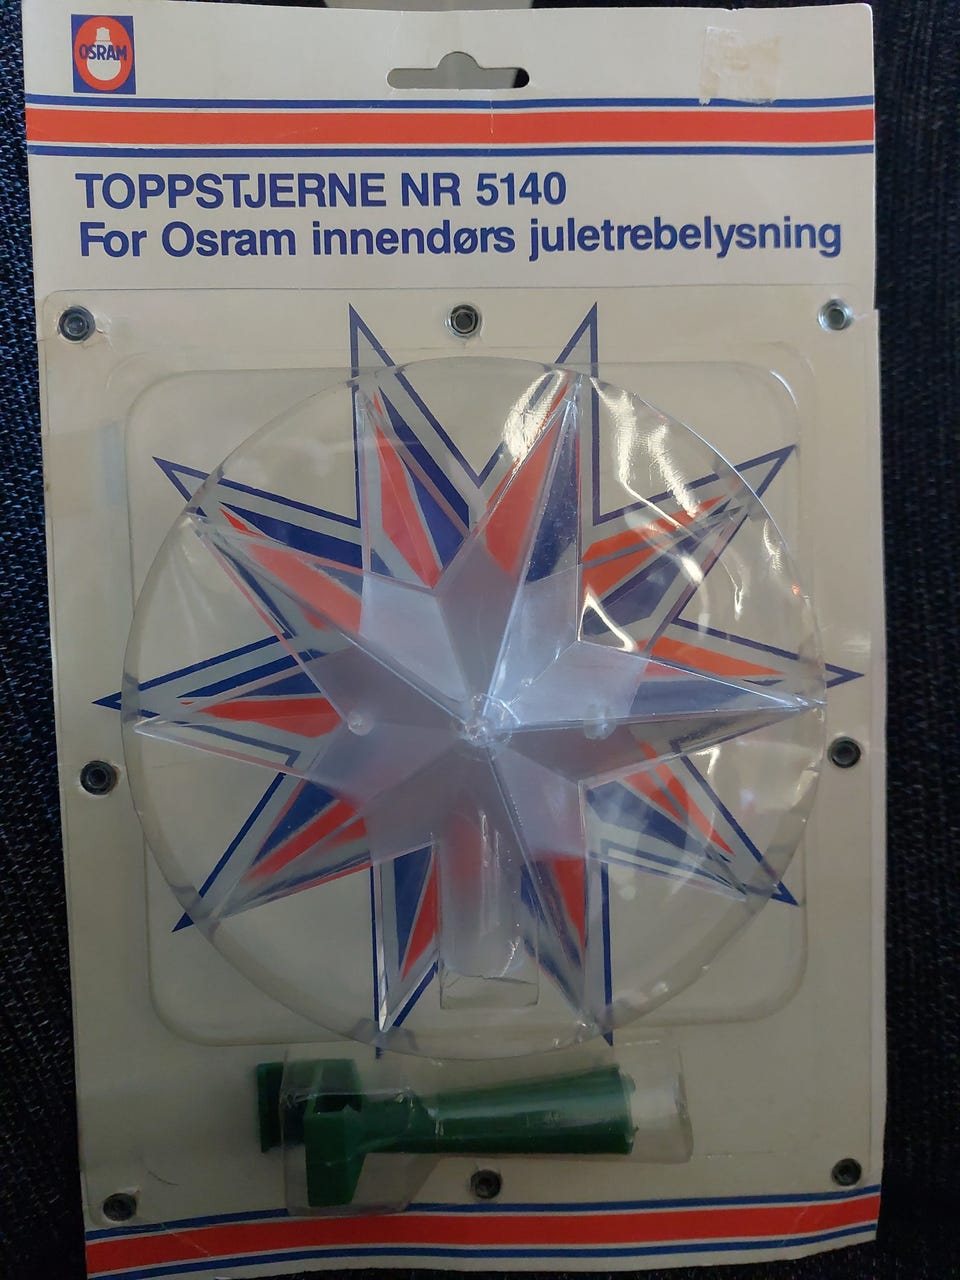 OSRAM
TOPPSTJERNE NR 5140
For Osram innendørs juletrebelysning